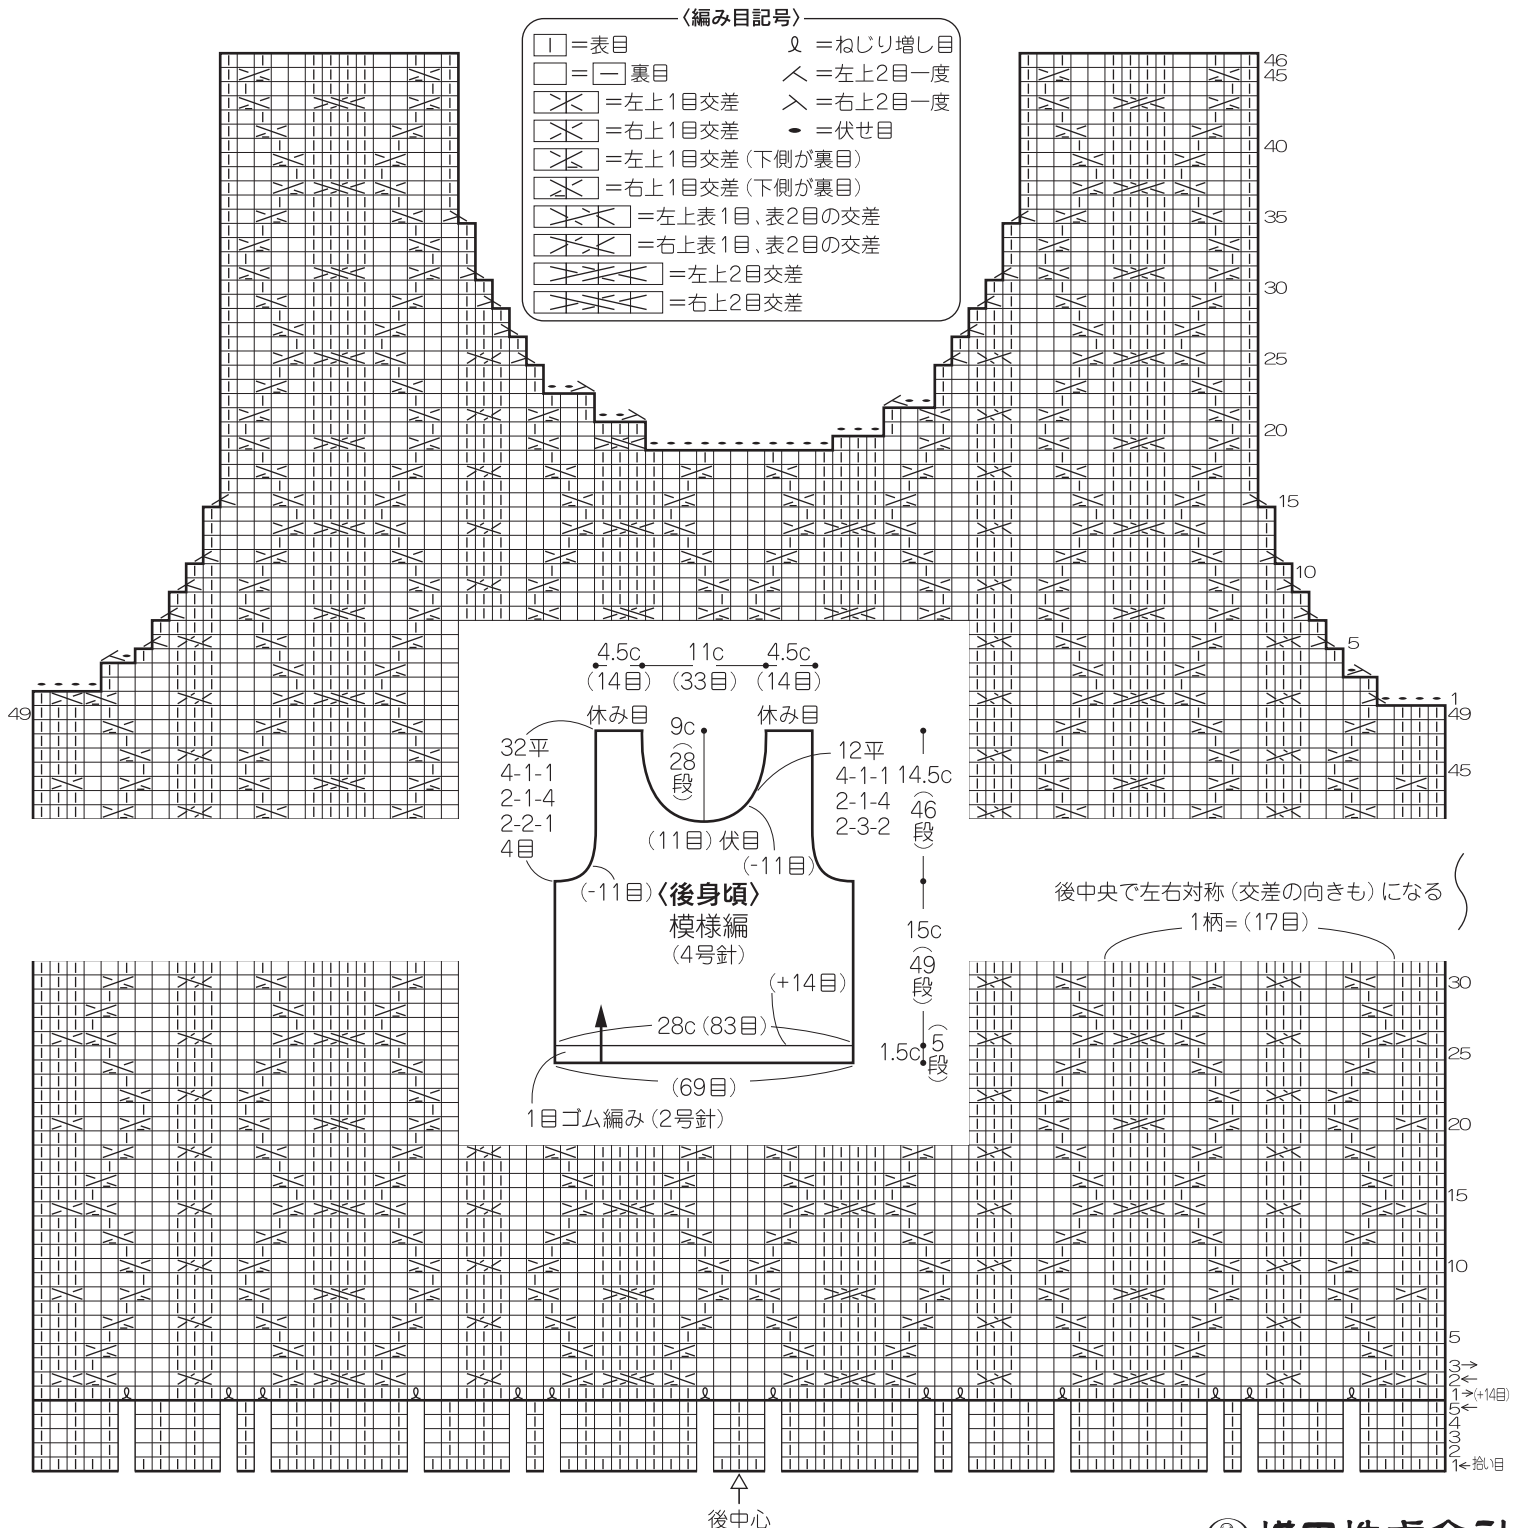 〈編み目記号〉
=表目
=ねじり増し目
= 裏目
=左上2目一度
=左上1目交差
=右上2目一度
=右上1目交差
=伏せ目
=左上1目交差(下側が裏目)
=右上1目交差(下側が裏目)
=左上表1目、表2目の交差
=右上表1目、表2目の交差
=左上2目交差
=右上2目交差
46
45
40
35
30
25
20
15
10
5
1
49
49
45
4.5c 11c 4.5c
(14目) (33目) (14目)
休み目 休み目
9c
(28段)
32平
4-1-1
2-1-4
2-2-1
4目
12平
4-1-1
2-1-4
2-3-2
14.5c
(46段)
(11目)伏目
(-11目)
(-11目)
〈後身頃〉
模様編
(4号針)
15c
(49段)
(+14目)
28c(83目)
1.5c
(5段)
(69目)
1目ゴム編み(2号針)
後中央で左右対称(交差の向きも)になる
1柄=(17目)
30
25
20
15
10
5
3→
2←
1→(+14目)
5←
4
3
2
1←拾い目
後中心